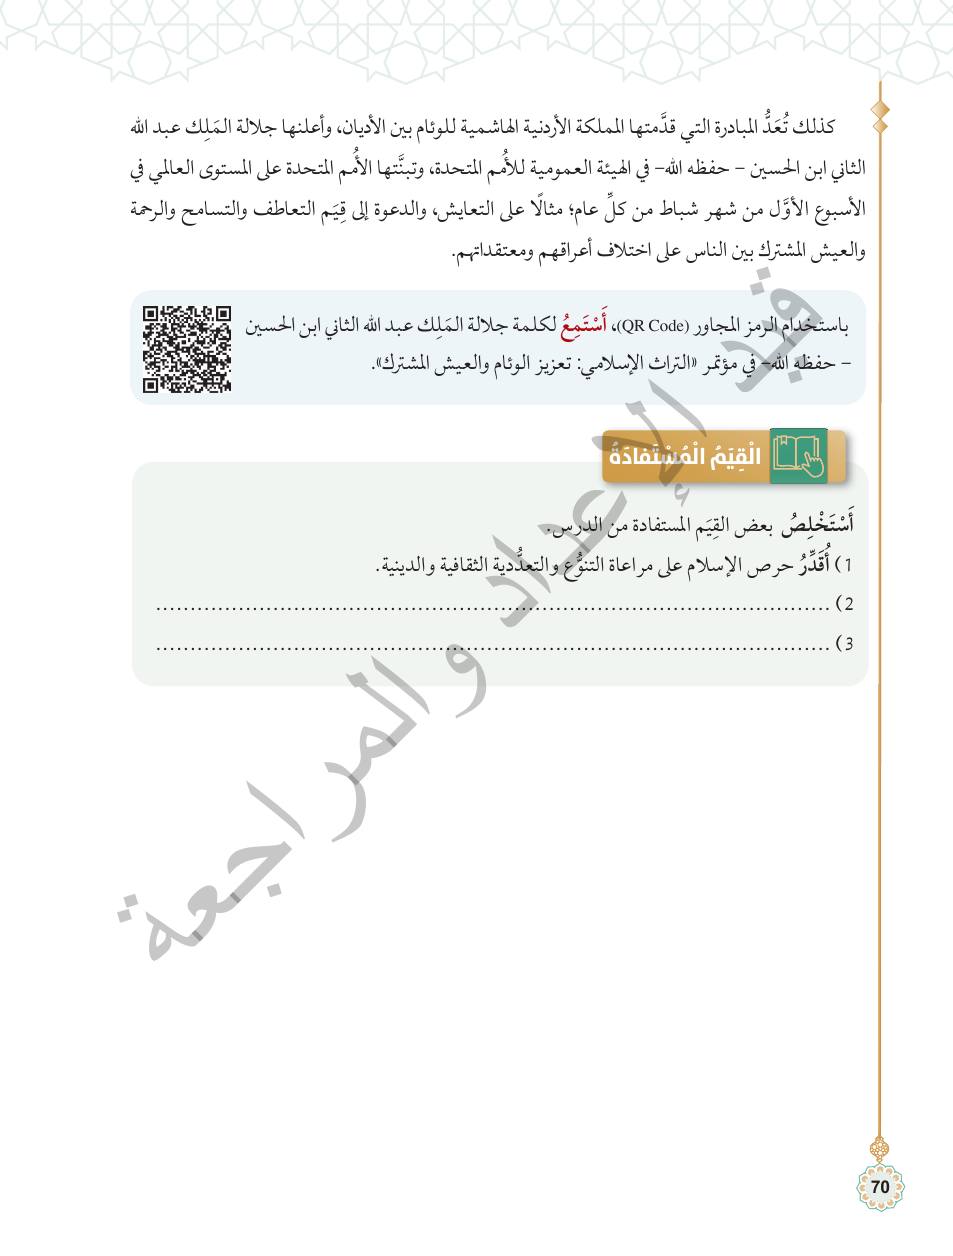 كذلك تُعَدُّ المبادرة التي قدَّمتها المملكة الأردنية الهاشمية للوئام بين الأديان، وأعلنها جلالة المَلِك عبد الله
الثاني ابن الحسين – حفظه الله– في الهيئة العمومية للأُمم المتحدة، وتبنَّتها الأُمم المتحدة على المستوى العالمي في
الأسبوع الأوَّل من شهر شباط من كلِّ عام؛ مثالًا على التعايش، والدعوة إلى قِيَم التعاطف والتسامح والرحمة
والعيش المشترك بين الناس على اختلاف أعراقهم ومعتقداتهم.
باستخدام الرمز المجاور (QR Code)، أَسْتَمِعُ لكلمة جلالة المَلِك عبد الله الثاني ابن الحسين
– حفظه الله– في مؤتمر «التراث الإسلامي: تعزيز الوئام والعيش المشترك».
الْقِيَمُ الْمُسْتَفادَةُ
أَسْتَخْلِصُ بعض القِيَم المستفادة من الدرس.
1) أُقَدِّرُ حرص الإسلام على مراعاة التنوُّع والتعدُّدية الثقافية والدينية.
2) ..................................................................................................
3) ..................................................................................................
قيد الإعداد والمراجعة
70